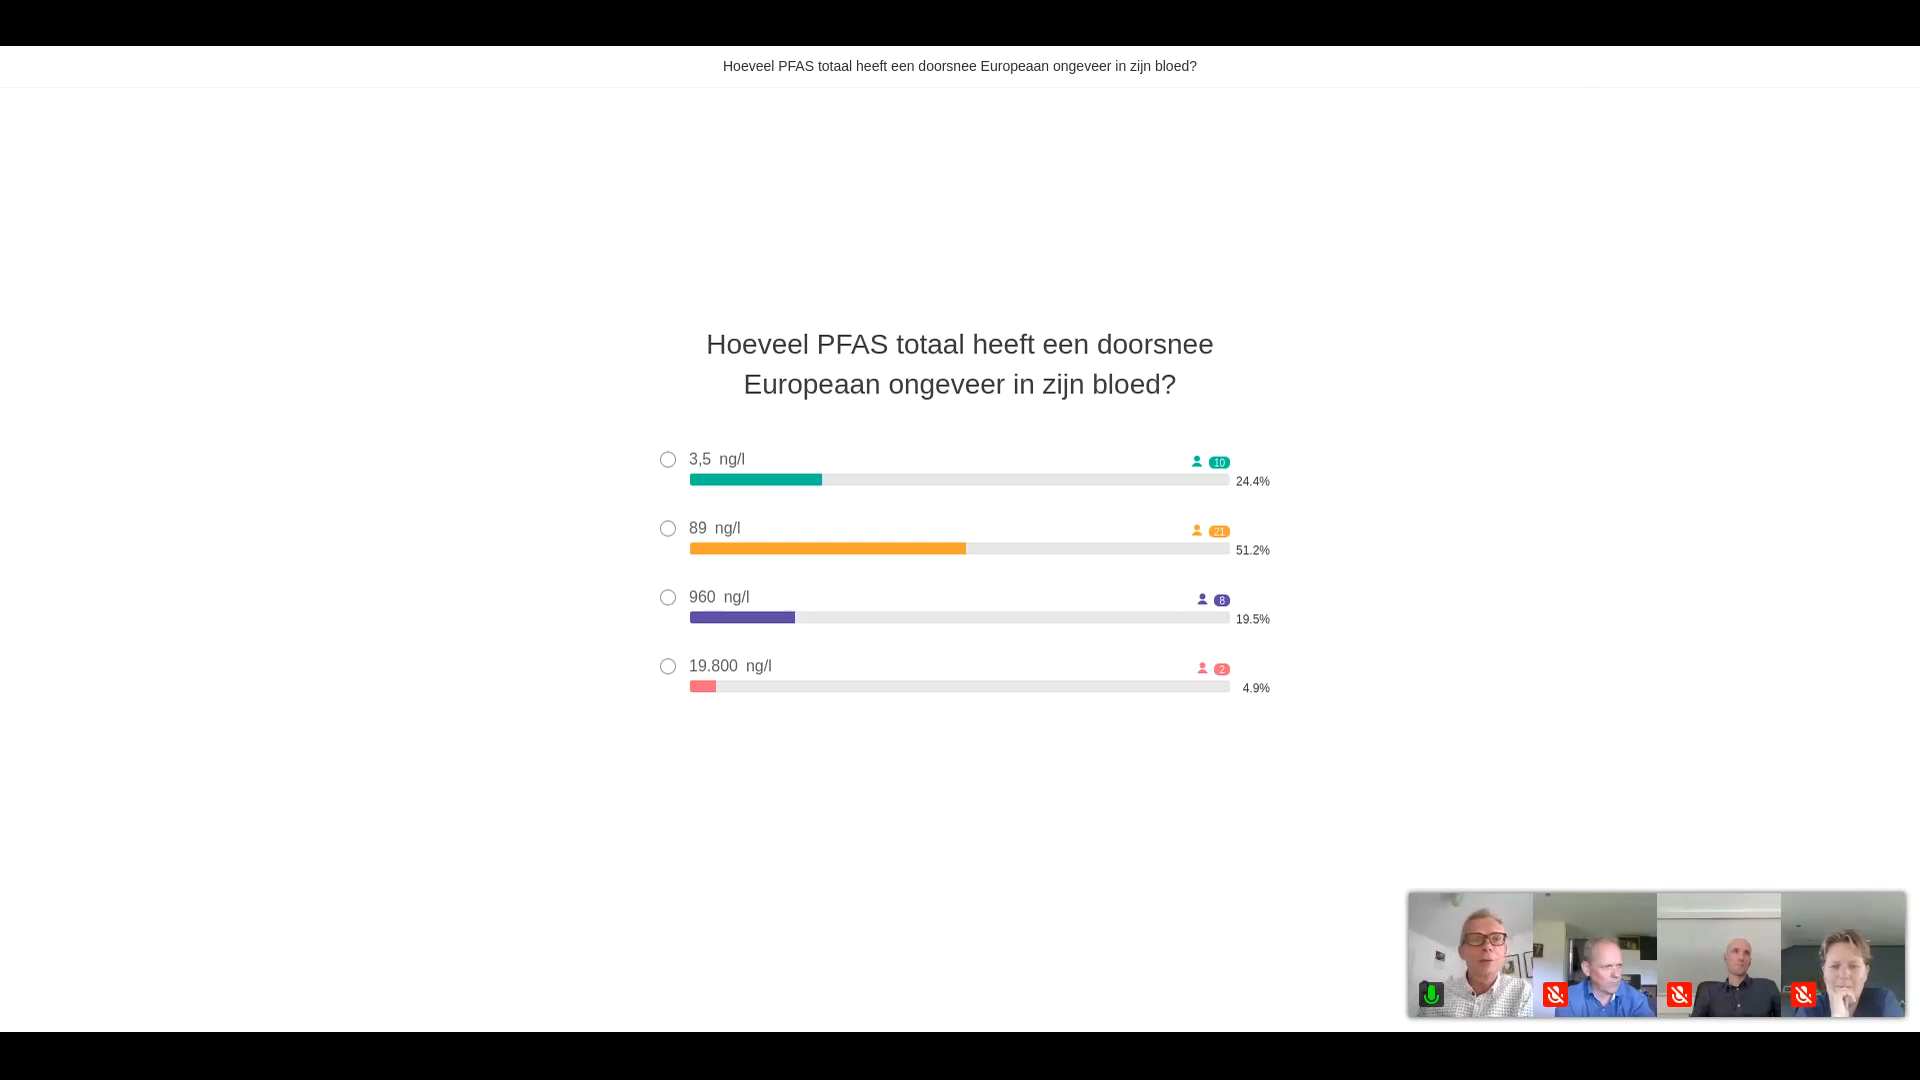 Hoeveel PFAS totaal heeft een doorsnee Europeaan ongeveer in zijn bloed?
Hoeveel PFAS totaal heeft een doorsnee
Europeaan ongeveer in zijn bloed?
3,5 ng/l
10
24.4%
89 ng/l
21
51.2%
960 ng/l
8
19.5%
19.800 ng/l
2
4.9%